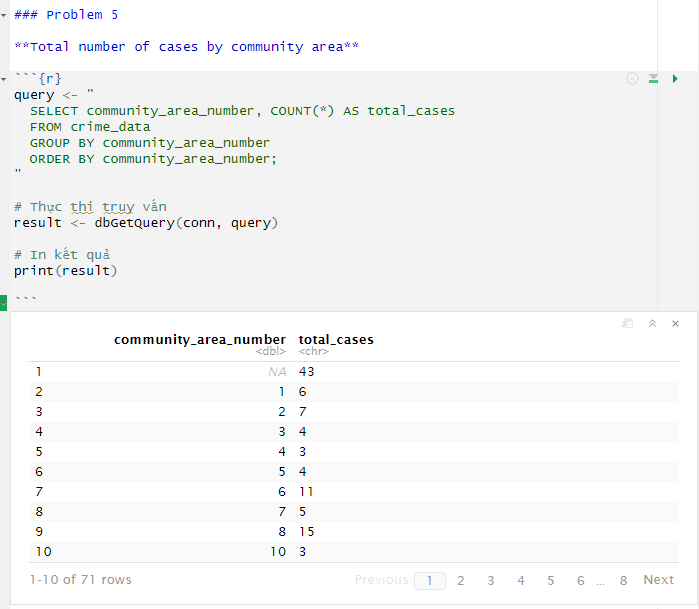 ### Problem 5
**Total number of cases by community area**
```{r}
query <- "
  SELECT community_area_number, COUNT(*) AS total_cases
  FROM crime_data
  GROUP BY community_area_number
  ORDER BY community_area_number;
"
# Thực thi truy vấn
result <- dbGetQuery(conn, query)
# In kết quả
print(result)
```
community_area_number total_cases
<dbl> <chr>
1 NA 43
2 1 6
3 2 7
4 3 4
5 4 3
6 5 4
7 6 11
8 7 5
9 8 15
10 10 3
1-10 of 71 rows Previous 1 2 3 4 5 6 ... 8 Next